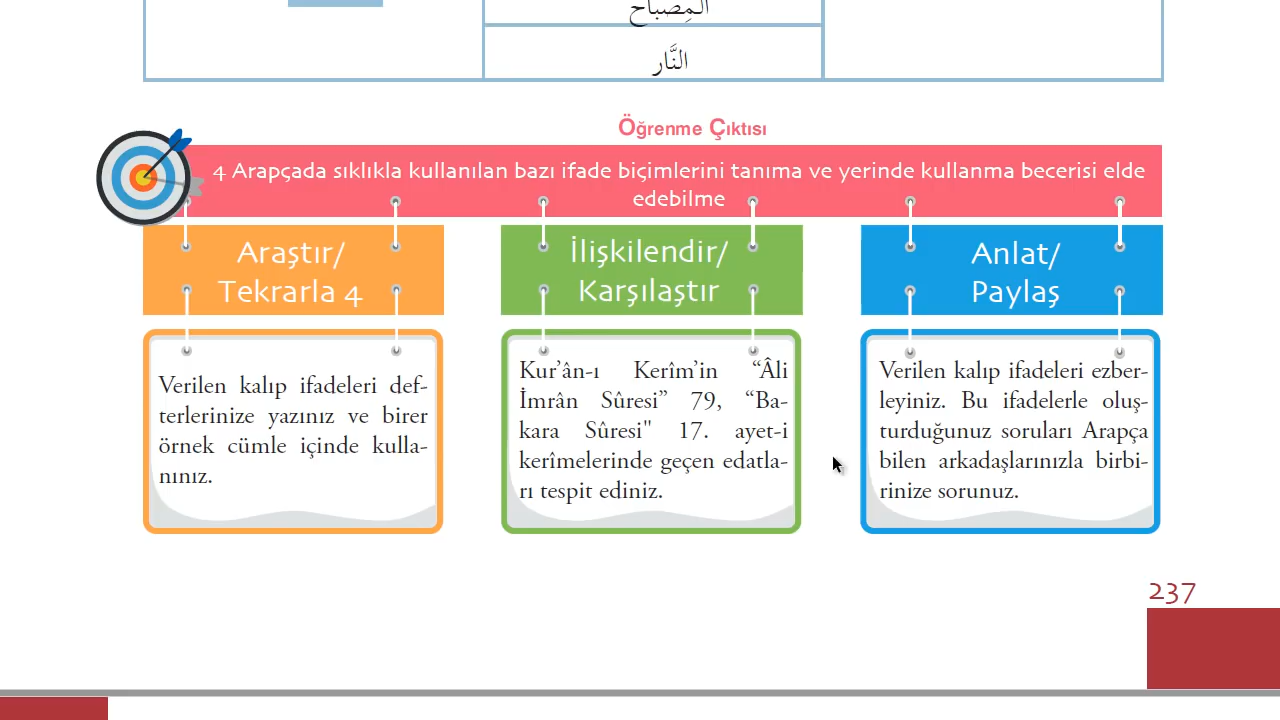 المِصْبَاح
النَّار
Öğrenme Çıktısı
4 Arapçada sıklıkla kullanılan bazı ifade biçimlerini tanıma ve yerinde kullanma becerisi elde
edebilme
Araştır/
Tekrarla 4
Verilen kalıp ifadeleri def-
terlerinize yazınız ve birer
örnek cümle içinde kulla-
nınız.
İlişkilendir/
Karşılaştır
Kur’ân-ı Kerîm’in “Âli
İmrân Sûresi” 79, “Ba-
kara Sûresi" 17. ayet-i
kerîmelerinde geçen edatla-
rı tespit ediniz.
Anlat/
Paylaş
Verilen kalıp ifadeleri ezber-
leyiniz. Bu ifadelerle oluş-
turduğunuz soruları Arapça
bilen arkadaşlarınızla birbi-
rinize sorunuz.
237